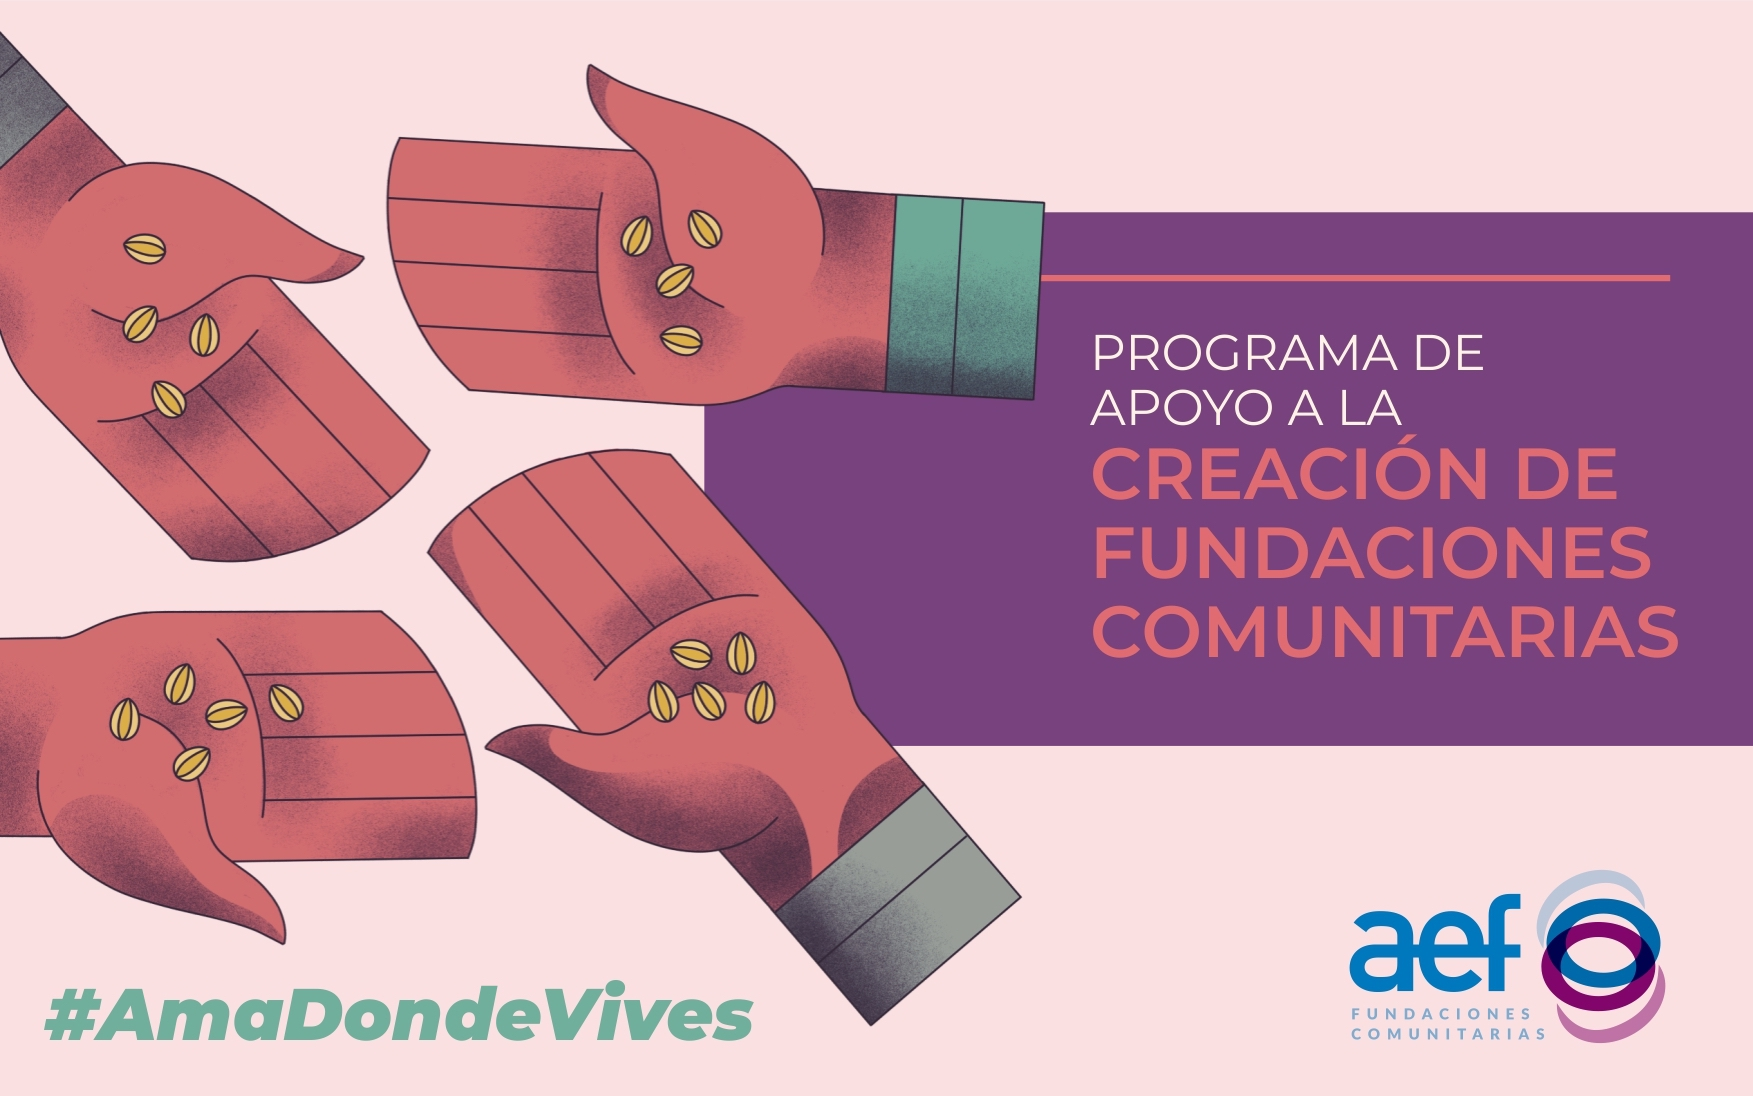 PROGRAMA DE
APOYO A LA
CREACIÓN DE
FUNDACIONES
COMUNITARIAS
#AmaDondeVives
aef
FUNDACIONES
COMUNITARIAS